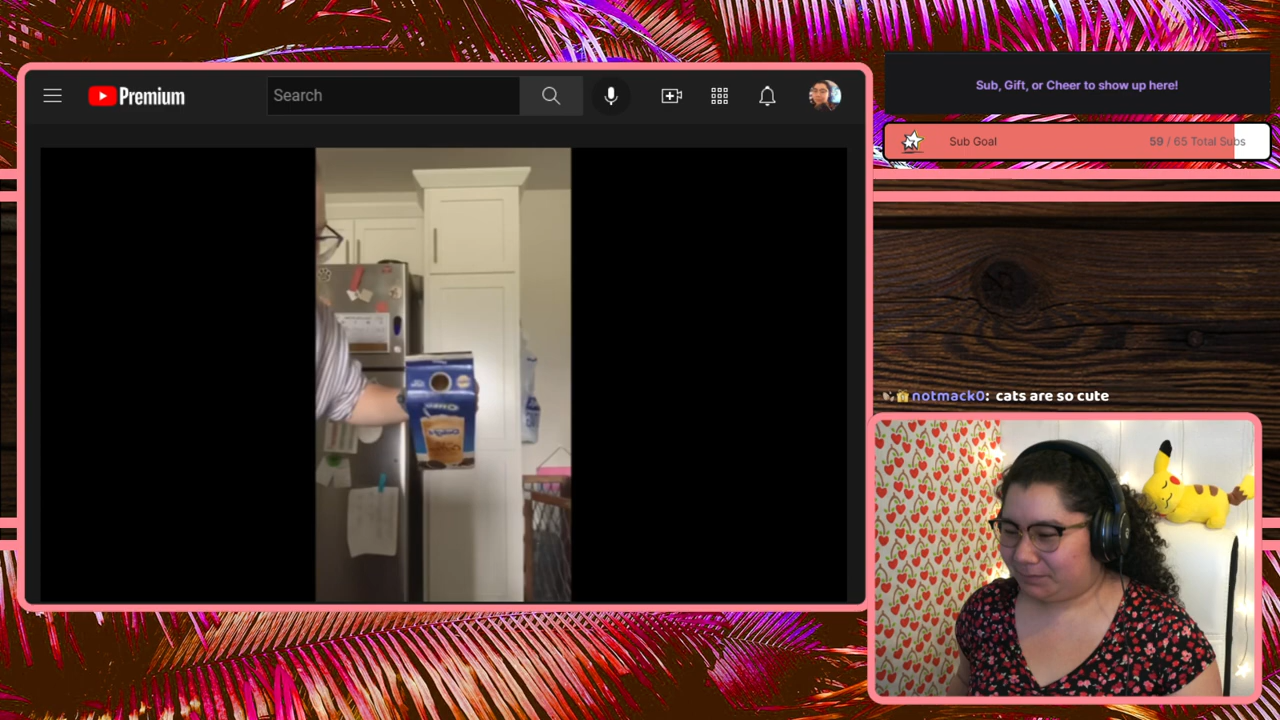 Premium
Search
Sub, Gift, or Cheer to show up here!
Sub Goal
59 / 65 Total Subs
notmack0: cats are so cute